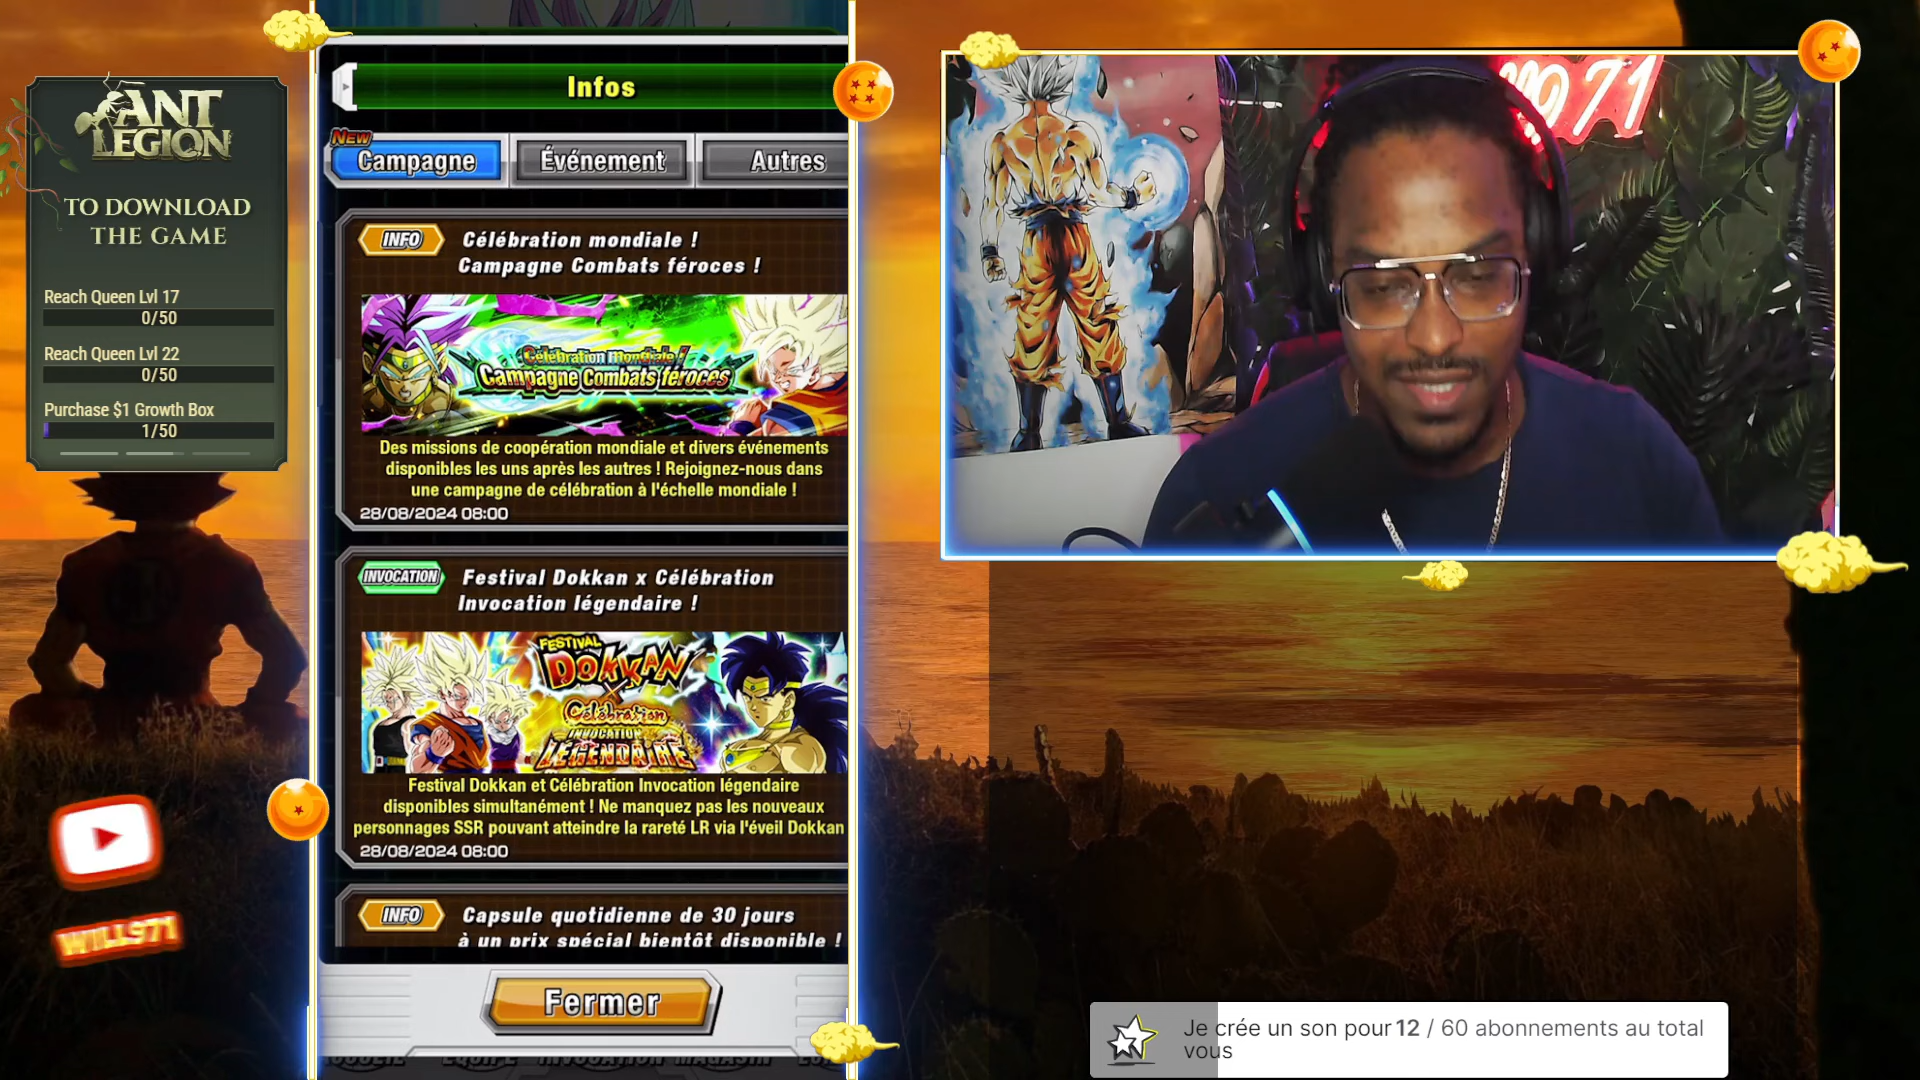 ANT
LEGION
TO DOWNLOAD
THE GAME
Reach Queen Lvl 17
0/50
Reach Queen Lvl 22
0/50
Purchase $1 Growth Box
1/50
WILL971
Infos
New
Campagne
Événement
Autres
INFO
Célébration mondiale !
Campagne Combats féroces !
Célébration Mondiale !
Campagne Combats féroces
Des missions de coopération mondiale et divers événements
disponibles les uns après les autres ! Rejoignez-nous dans
une campagne de célébration à l'échelle mondiale !
28/08/2024 08:00
INVOCATION
Festival Dokkan x Célébration
Invocation légendaire !
FESTIVAL
DOKKAN
X
Célébration
INVOCATION
LÉGENDAIRE
Festival Dokkan et Célébration Invocation légendaire
disponibles simultanément ! Ne manquez pas les nouveaux
personnages SSR pouvant atteindre la rareté LR via l'éveil Dokkan
28/08/2024 08:00
INFO
Capsule quotidienne de 30 jours
à un prix spécial bientôt disponible !
Fermer
71
Je crée un son pour 12 / 60 abonnements au total
vous